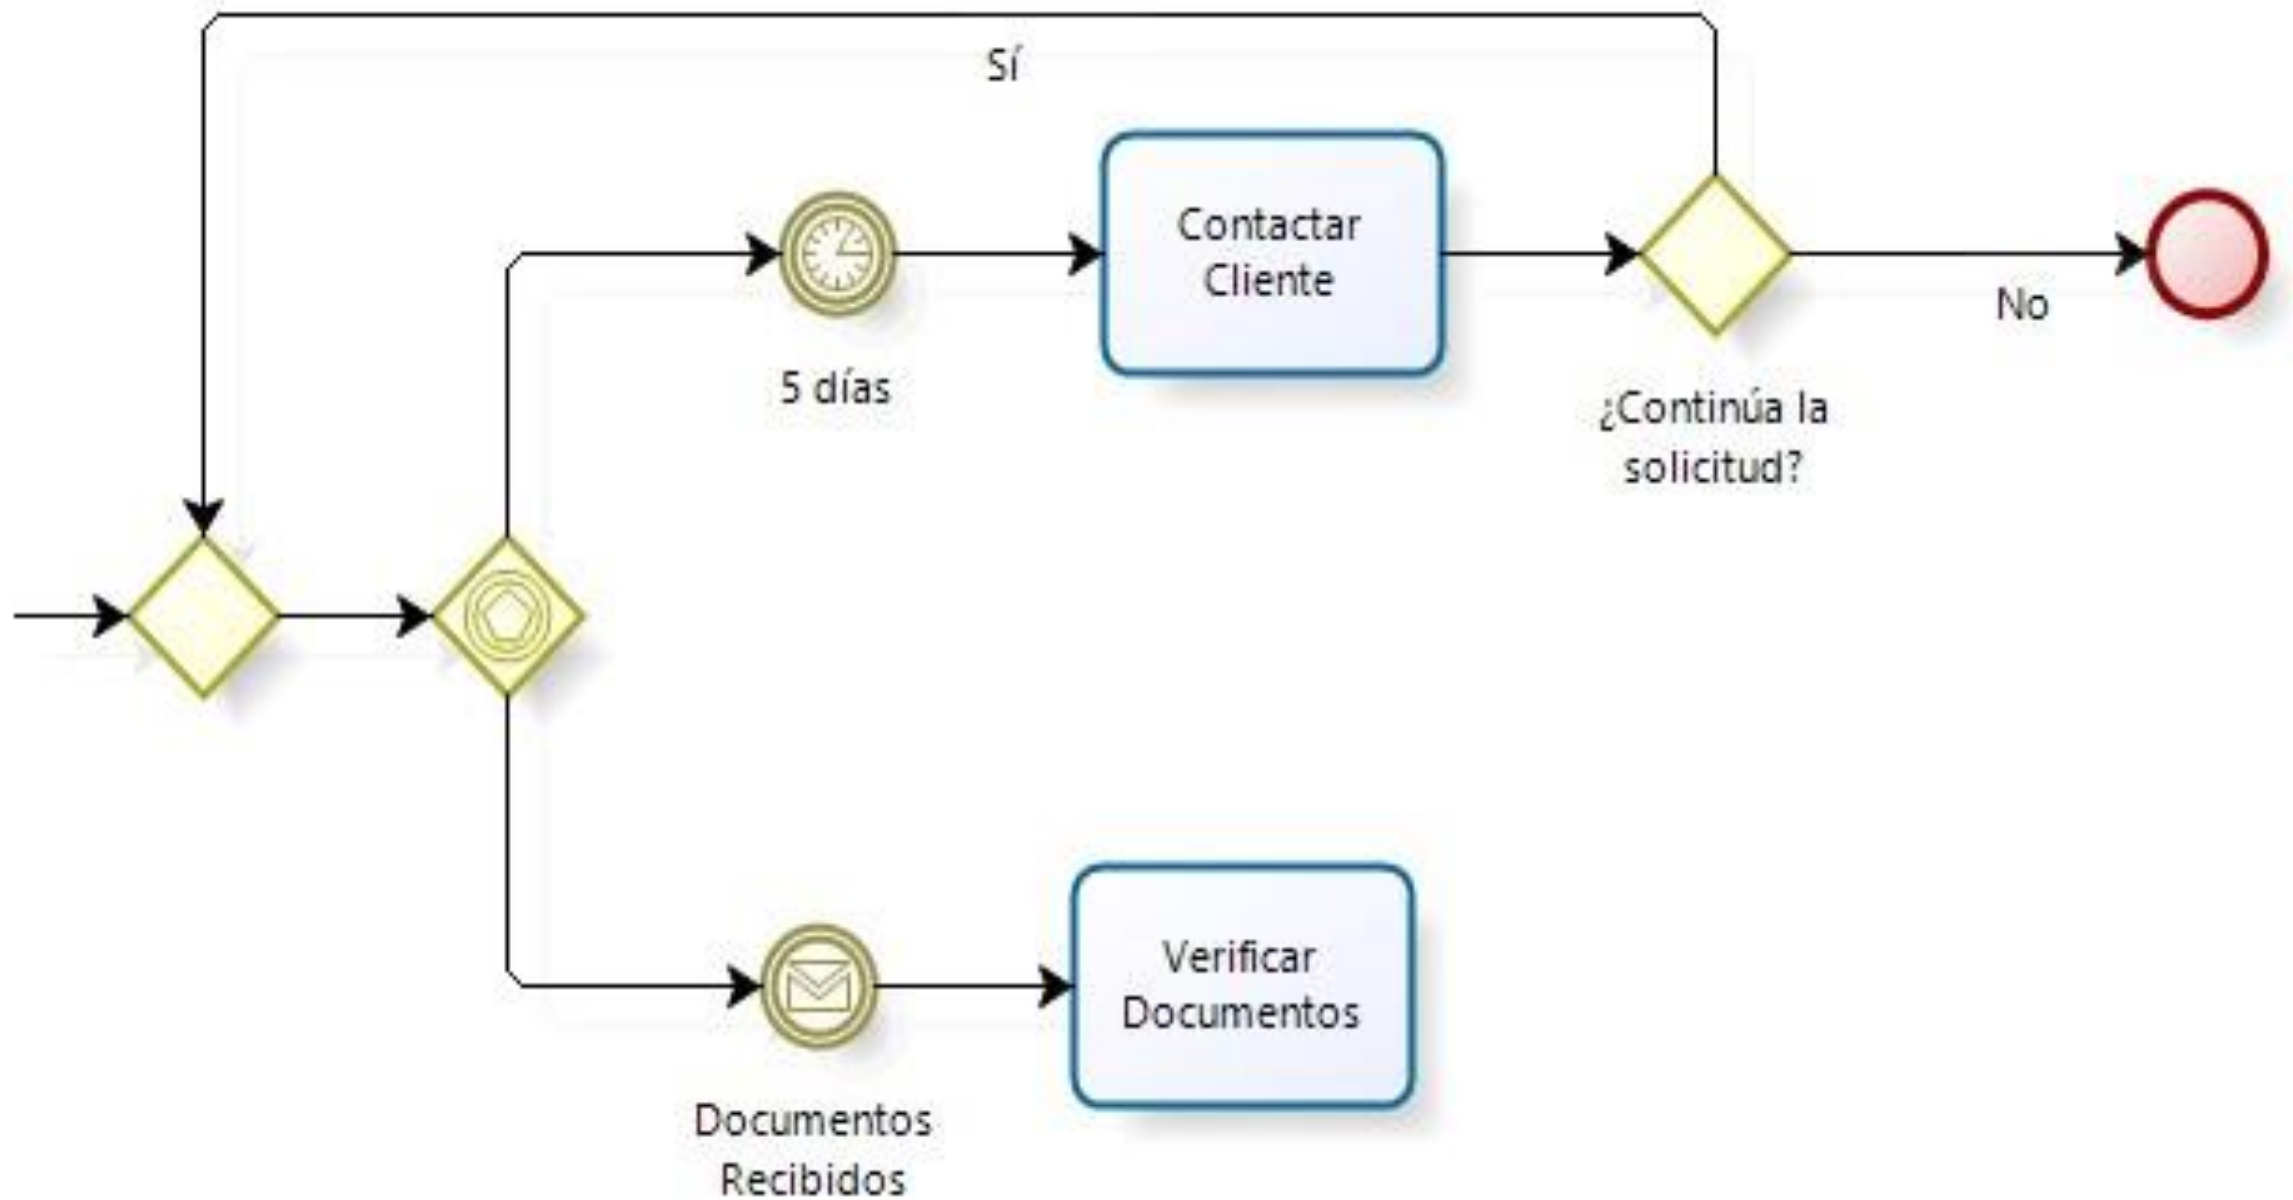 Sí
Contactar
Cliente
No
5 días
¿Continúa la
solicitud?
Verificar
Documentos
Documentos
Recibidos